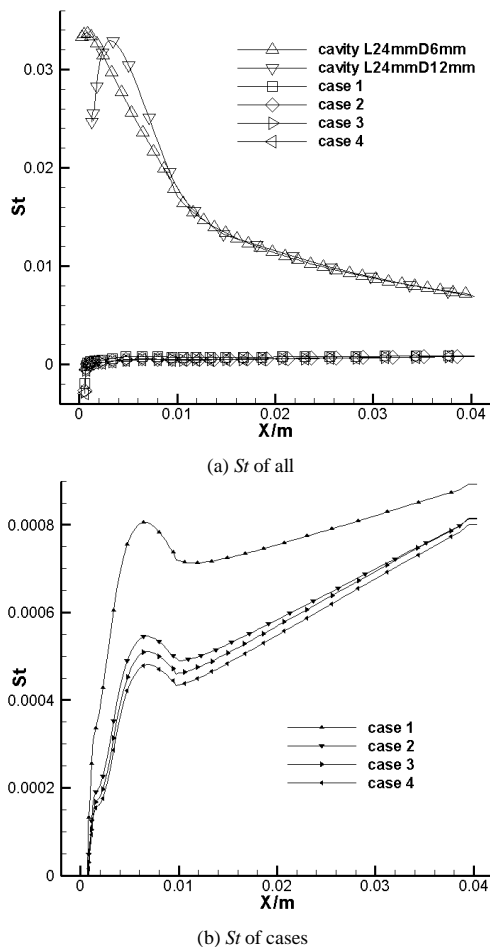 0.03
0.02
0.01
0
St
cavity L24mmD6mm
cavity L24mmD12mm
case 1
case 2
case 3
case 4
0 0.01 0.02 0.03 0.04
X/m
(a) St of all
0.0008
0.0006
0.0004
0.0002
0
St
case 1
case 2
case 3
case 4
0 0.01 0.02 0.03 0.04
X/m
(b) St of cases